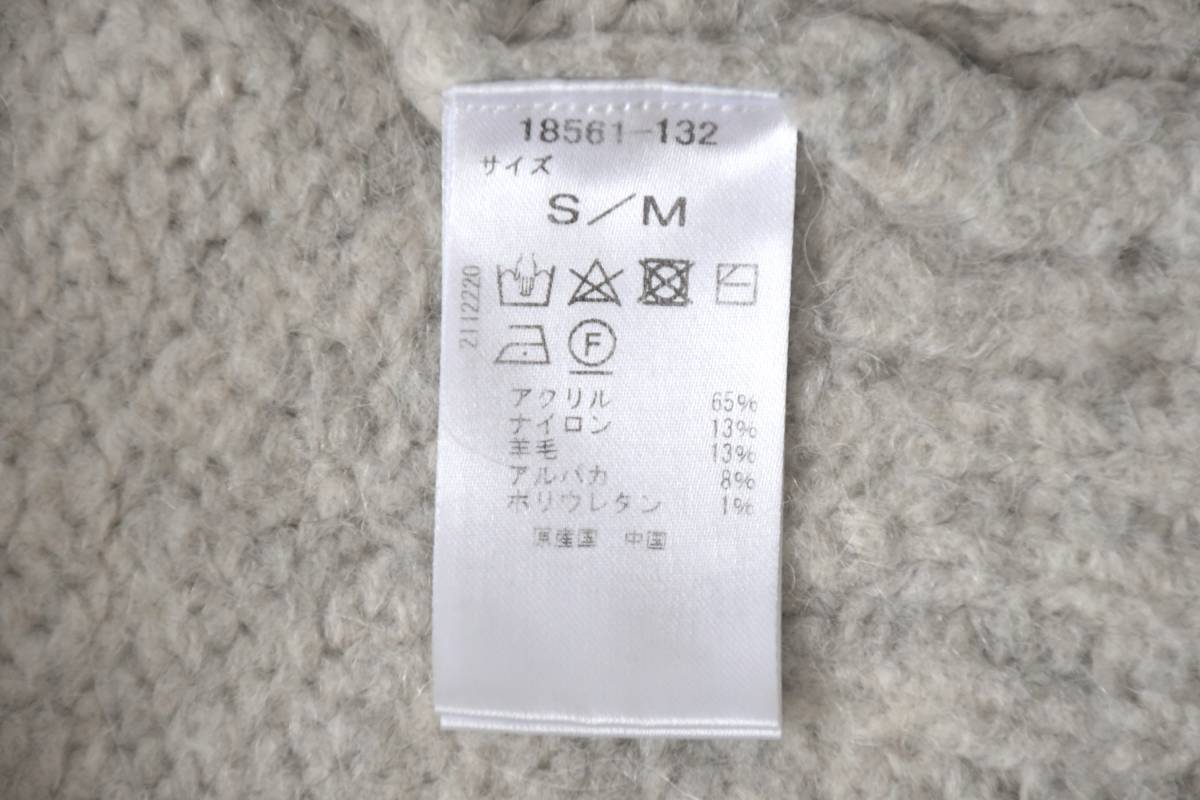 18561-132
サイズ
S／M
2112220
F
アクリル 65%
ナイロン 13%
羊毛 13%
アルパカ 8%
ポリウレタン 1%
原産国 中国